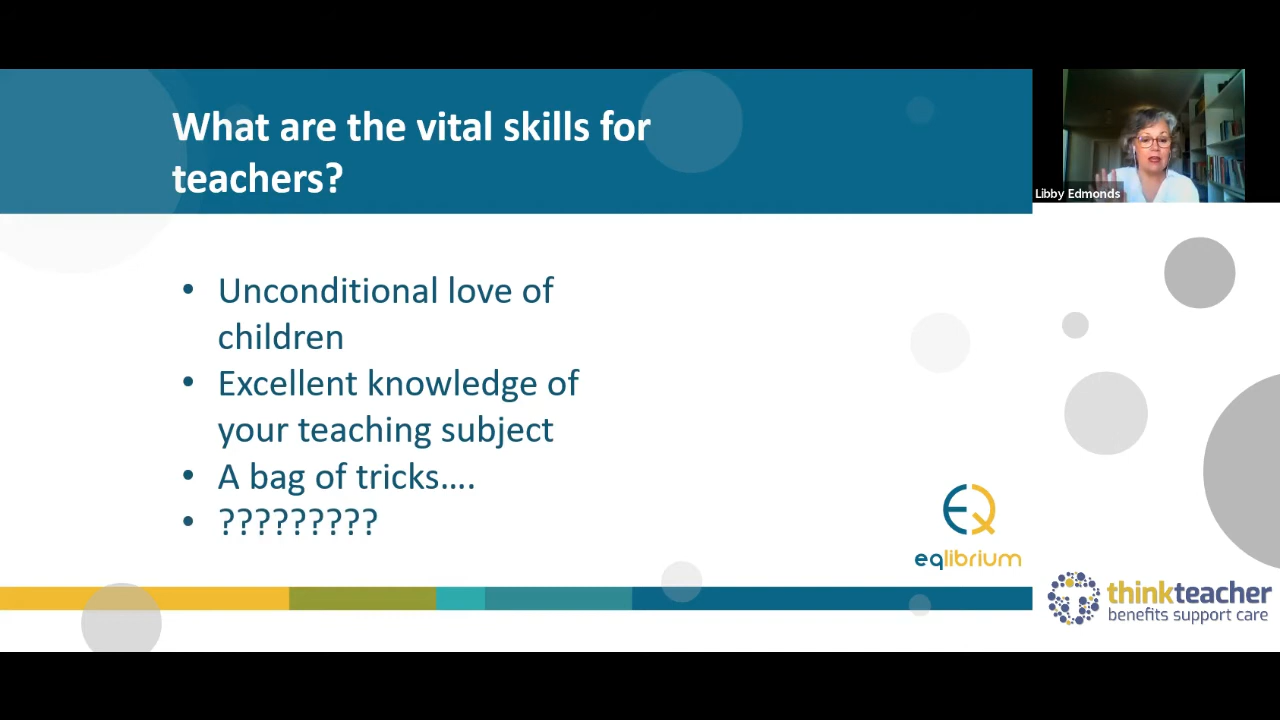 What are the vital skills for
teachers?
Libby Edmonds
• Unconditional love of
children
• Excellent knowledge of
your teaching subject
• A bag of tricks....
• ?????????
EQ
eqlibrium
thinkteacher
benefits support care